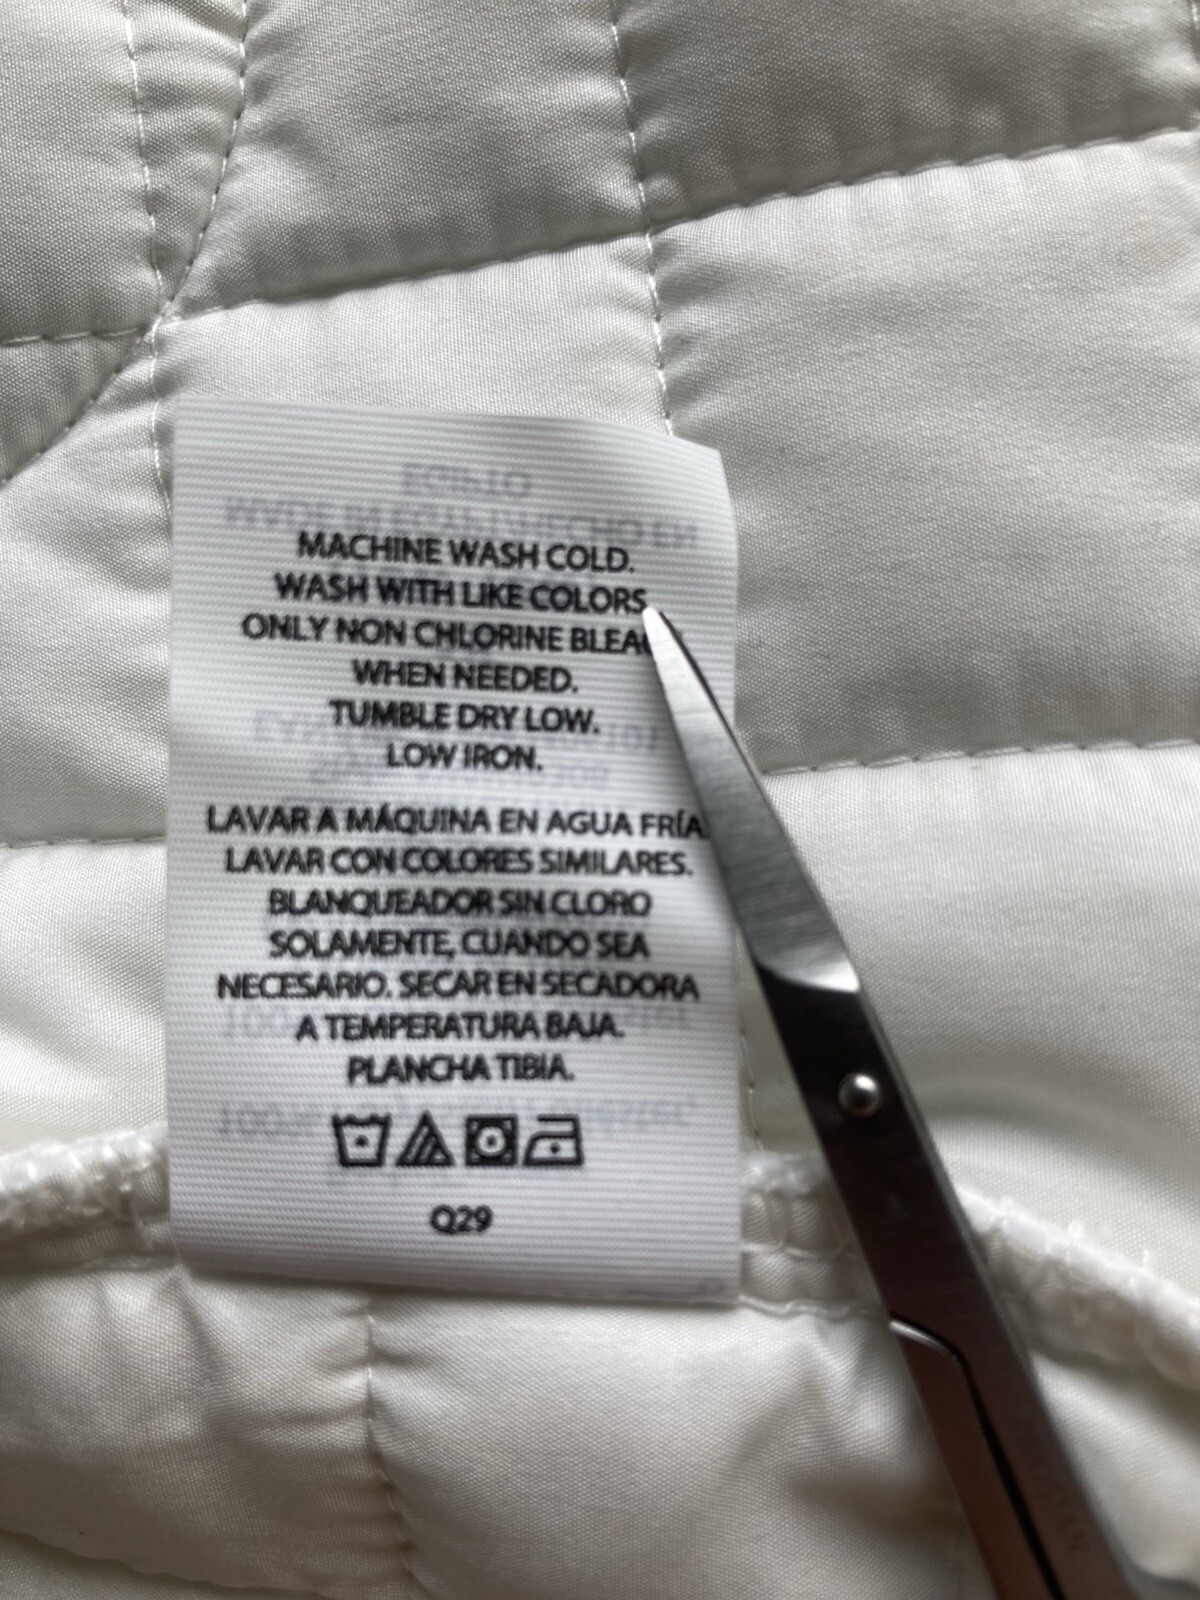 MACHINE WASH COLD.
WASH WITH LIKE COLORS.
ONLY NON CHLORINE
WHEN NEEDED.
TUMBLE DRY LOW.
LOW IRON.
LAVAR A MÁQUINA EN AGUA FRÍA.
LAVAR CON COLORES SIMILARES.
BLANQUEADOR SIN CLORO
SOLAMENTE, CUANDO SEA
NECESARIO. SECAR EN SECADORA
A TEMPERATURA BAJA.
PLANCHA TIBIA.
Q29